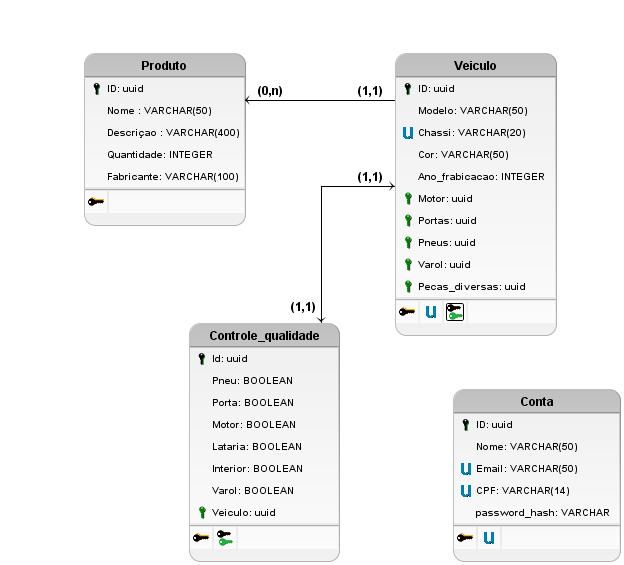 Produto
ID: uuid
Nome : VARCHAR(50)
Descriçao : VARCHAR(400)
Quantidade: INTEGER
Fabricante: VARCHAR(100)
(0,n)
(1,1)
Veiculo
ID: uuid
Modelo: VARCHAR(50)
U Chassi: VARCHAR(20)
Cor: VARCHAR(50)
Ano_frabicacao: INTEGER
Motor: uuid
Portas: uuid
Pneus: uuid
Varol: uuid
Pecas_diversas: uuid
U
(1,1)
(1,1)
Controle_qualidade
Id: uuid
Pneu: BOOLEAN
Porta: BOOLEAN
Motor: BOOLEAN
Lataria: BOOLEAN
Interior: BOOLEAN
Varol: BOOLEAN
Veiculo: uuid
Conta
ID: uuid
Nome: VARCHAR(50)
U Email: VARCHAR(50)
U CPF: VARCHAR(14)
password_hash: VARCHAR
U